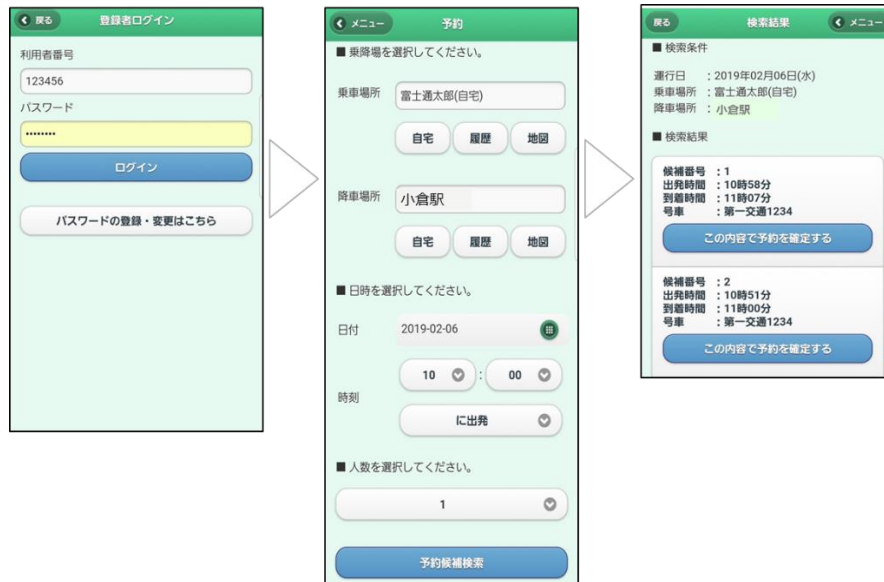 戻る
登録者ログイン
利用者番号
123456
パスワード
••••••••
ログイン
パスワードの登録・変更はこちら
メニュー
予約
■ 乗降場を選択してください。
乗車場所
富士通太郎(自宅)
自宅 履歴 地図
降車場所
小倉駅
自宅 履歴 地図
■ 日時を選択してください。
日付
2019-02-06
10 : 00
時刻
に出発
■ 人数を選択してください。
1
予約候補検索
戻る
検索結果
メニュー
■ 検索条件
運行日 :2019年02月06日(水)
乗車場所 :富士通太郎(自宅)
降車場所 :小倉駅
■ 検索結果
候補番号 :1
出発時間 :10時58分
到着時間 :11時07分
号車 :第一交通1234
この内容で予約を確定する
候補番号 :2
出発時間 :10時51分
到着時間 :11時00分
号車 :第一交通1234
この内容で予約を確定する